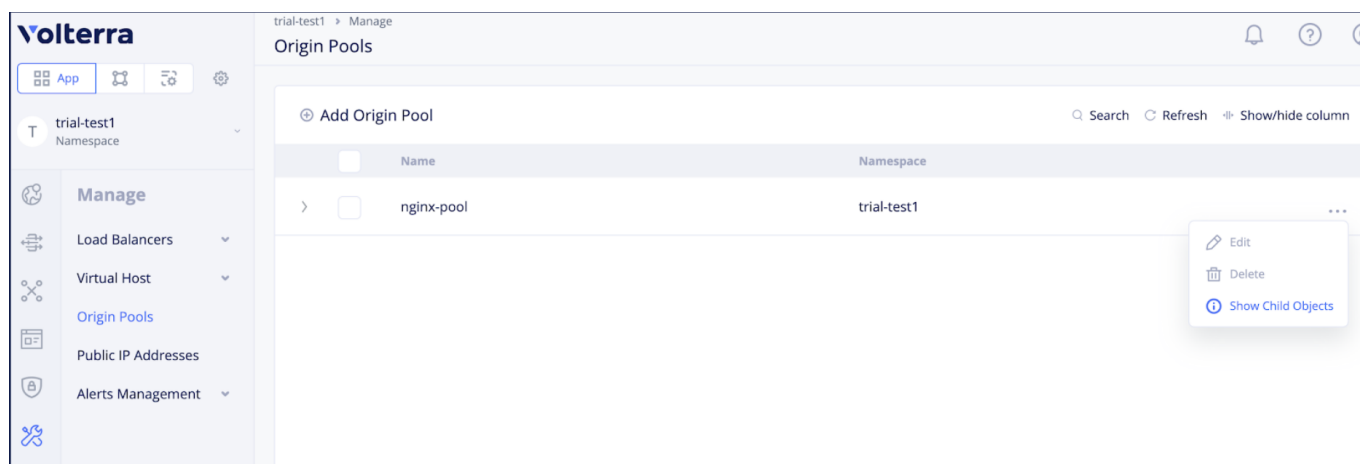 Volterra
App
T
trial-test1
Namespace
Manage
Load Balancers
Virtual Host
Origin Pools
Public IP Addresses
Alerts Management
trial-test1 > Manage
Origin Pools
?
Add Origin Pool
Search Refresh Show/hide column
Name Namespace
nginx-pool trial-test1 ...
Edit
Delete
Show Child Objects